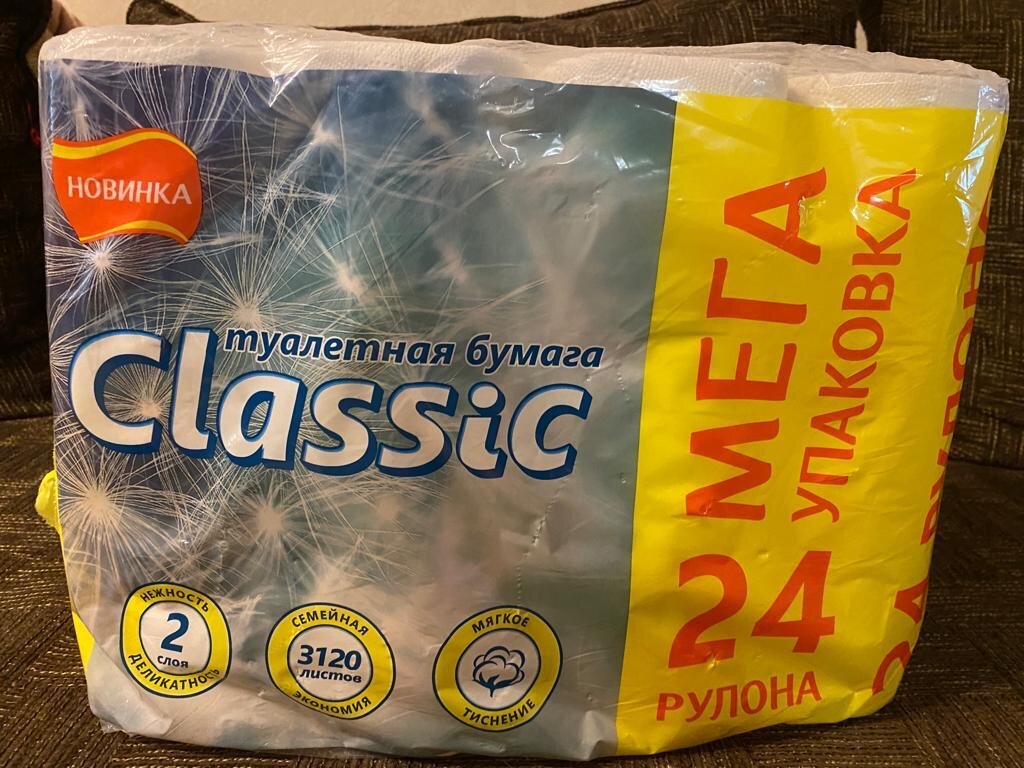 НОВИНКА
туалетная бумага
Classic
НЕЖНОСТЬ
2
слоя
ДЕЛИКАТНОСТЬ
СЕМЕЙНАЯ
3120
листов
ЭКОНОМИЯ
МЯГКОЕ
ТИСНЕНИЕ
МЕГА
УПАКОВКА
24
РУЛОНА